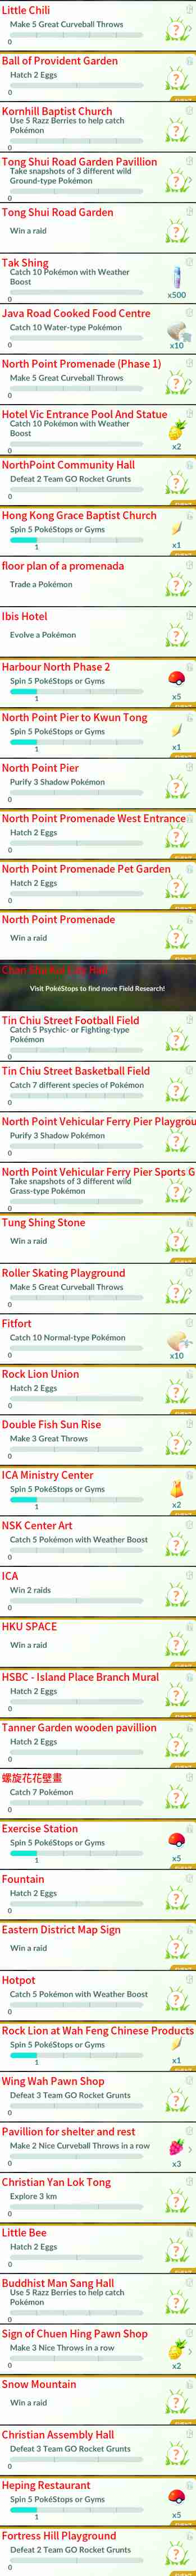 Little Chili
Make 5 Great Curveball Throws
0
Ball of Provident Garden
Hatch 2 Eggs
0
Kornhill Baptist Church
Use 5 Razz Berries to help catch
Pokémon
0
Tong Shui Road Garden Pavillion
Take snapshots of 3 different wild
Ground-type Pokémon
0
Tong Shui Road Garden
Win a raid
Tak Shing
Catch 10 Pokémon with Weather
Boost
x500
0
Java Road Cooked Food Centre
Catch 10 Water-type Pokémon
x10
0
North Point Promenade (Phase 1)
Make 5 Great Curveball Throws
0
Hotel Vic Entrance Pool And Statue
Catch 10 Pokémon with Weather
Boost
x2
0
NorthPoint Community Hall
Defeat 2 Team GO Rocket Grunts
0
Hong Kong Grace Baptist Church
Spin 5 PokéStops or Gyms
1
x1
floor plan of a promenada
Trade a Pokémon
Ibis Hotel
Evolve a Pokémon
Harbour North Phase 2
Spin 5 PokéStops or Gyms
1
x5
North Point Pier to Kwun Tong
Spin 5 PokéStops or Gyms
1
x1
North Point Pier
Purify 3 Shadow Pokémon
0
North Point Promenade West Entrance
Hatch 2 Eggs
0
North Point Promenade Pet Garden
Hatch 2 Eggs
0
North Point Promenade
Win a raid
Visit PokéStops to find more Field Research!
Tin Chiu Street Football Field
Catch 5 Psychic- or Fighting-type
Pokémon
0
Tin Chiu Street Basketball Field
Catch 7 different species of Pokémon
0
North Point Vehicular Ferry Pier Playgrou
Purify 3 Shadow Pokémon
0
North Point Vehicular Ferry Pier Sports G
Take snapshots of 3 different wild
Grass-type Pokémon
0
Tung Shing Stone
Win a raid
Roller Skating Playground
Make 5 Great Curveball Throws
0
Fitfort
Catch 10 Normal-type Pokémon
x10
0
Rock Lion Union
Hatch 2 Eggs
0
Double Fish Sun Rise
Make 3 Great Throws
0
ICA Ministry Center
Spin 5 PokéStops or Gyms
1
x2
NSK Center Art
Catch 5 Pokémon with Weather Boost
0
ICA
Win 2 raids
0
HKU SPACE
Win a raid
HSBC - Island Place Branch Mural
Hatch 2 Eggs
0
Tanner Garden wooden pavillion
Hatch 2 Eggs
0
螺旋花花壁畫
Catch 7 Pokémon
0
Exercise Station
Spin 5 PokéStops or Gyms
1
x5
Fountain
Hatch 2 Eggs
0
Eastern District Map Sign
Win a raid
Hotpot
Catch 5 Pokémon with Weather Boost
0
Rock Lion at Wah Feng Chinese Products
Spin 5 PokéStops or Gyms
1
x1
Wing Wah Pawn Shop
Defeat 3 Team GO Rocket Grunts
0
Pavillion for shelter and rest
Make 2 Nice Curveball Throws in a row
0
x3
Christian Yan Lok Tong
Explore 3 km
0
Little Bee
Hatch 2 Eggs
0
Buddhist Man Sang Hall
Use 5 Razz Berries to help catch
Pokémon
0
Sign of Chuen Hing Pawn Shop
Make 3 Nice Throws in a row
0
x2
Snow Mountain
Win a raid
Christian Assembly Hall
Defeat 3 Team GO Rocket Grunts
0
Heping Restaurant
Spin 5 PokéStops or Gyms
1
x5
Fortress Hill Playground
Defeat 2 Team GO Rocket Grunts
0